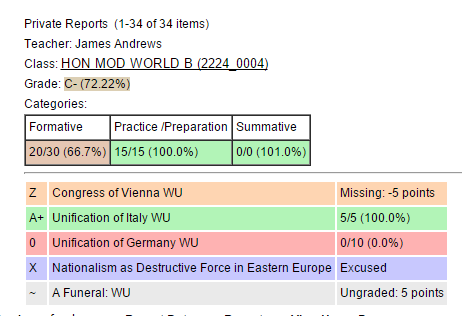 Private Reports (1-34 of 34 items)
Teacher: James Andrews
Class: HON MOD WORLD B (2224_0004)
Grade: C- (72.22%)
Categories:
Formative Practice /Preparation Summative
20/30 (66.7%) 15/15 (100.0%) 0/0 (101.0%)
Z Congress of Vienna WU Missing: -5 points
A+ Unification of Italy WU 5/5 (100.0%)
0 Unification of Germany WU 0/10 (0.0%)
X Nationalism as Destructive Force in Eastern Europe Excused
~ A Funeral: WU Ungraded: 5 points